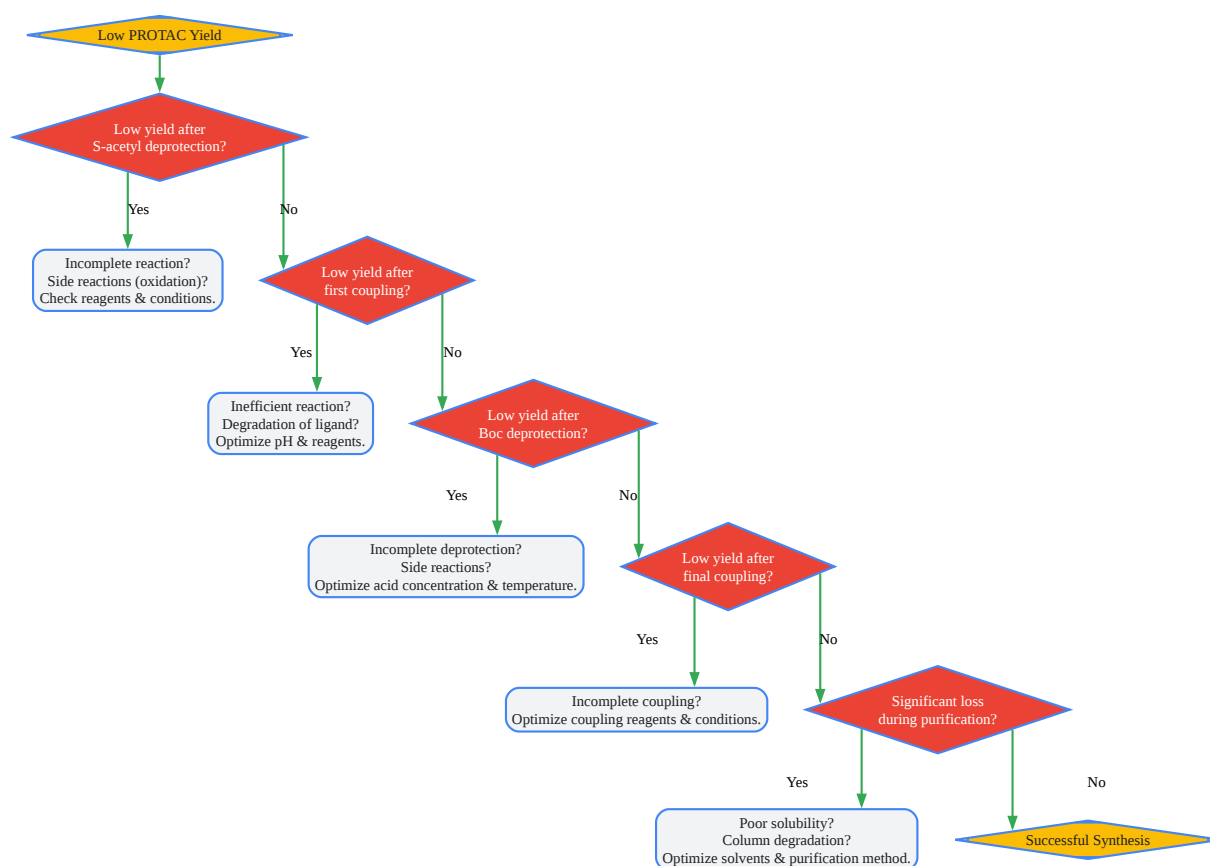 Low PROTAC Yield
Low yield after
S-acetyl deprotection?
Yes
No
Incomplete reaction?
Side reactions (oxidation)?
Check reagents & conditions.
Low yield after
first coupling?
Yes
No
Inefficient reaction?
Degradation of ligand?
Optimize pH & reagents.
Low yield after
Boc deprotection?
Yes
No
Incomplete deprotection?
Side reactions?
Optimize acid concentration & temperature.
Low yield after
final coupling?
Yes
No
Incomplete coupling?
Optimize coupling reagents & conditions.
Significant loss
during purification?
Yes
No
Poor solubility?
Column degradation?
Optimize solvents & purification method.
Successful Synthesis